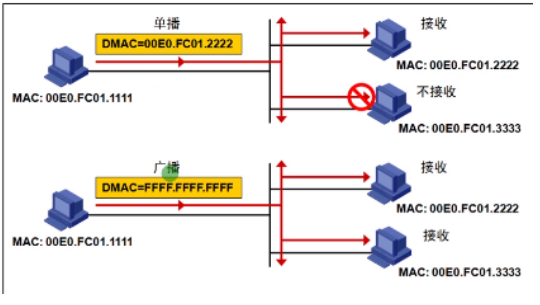 单播
接收
DMAC=00E0.FC01.2222
MAC: 00E0.FC01.2222
不接收
MAC: 00E0.FC01.1111
MAC: 00E0.FC01.3333
广播
接收
DMAC=FFFF.FFFF.FFFF
MAC: 00E0.FC01.2222
接收
MAC: 00E0.FC01.1111
MAC: 00E0.FC01.3333